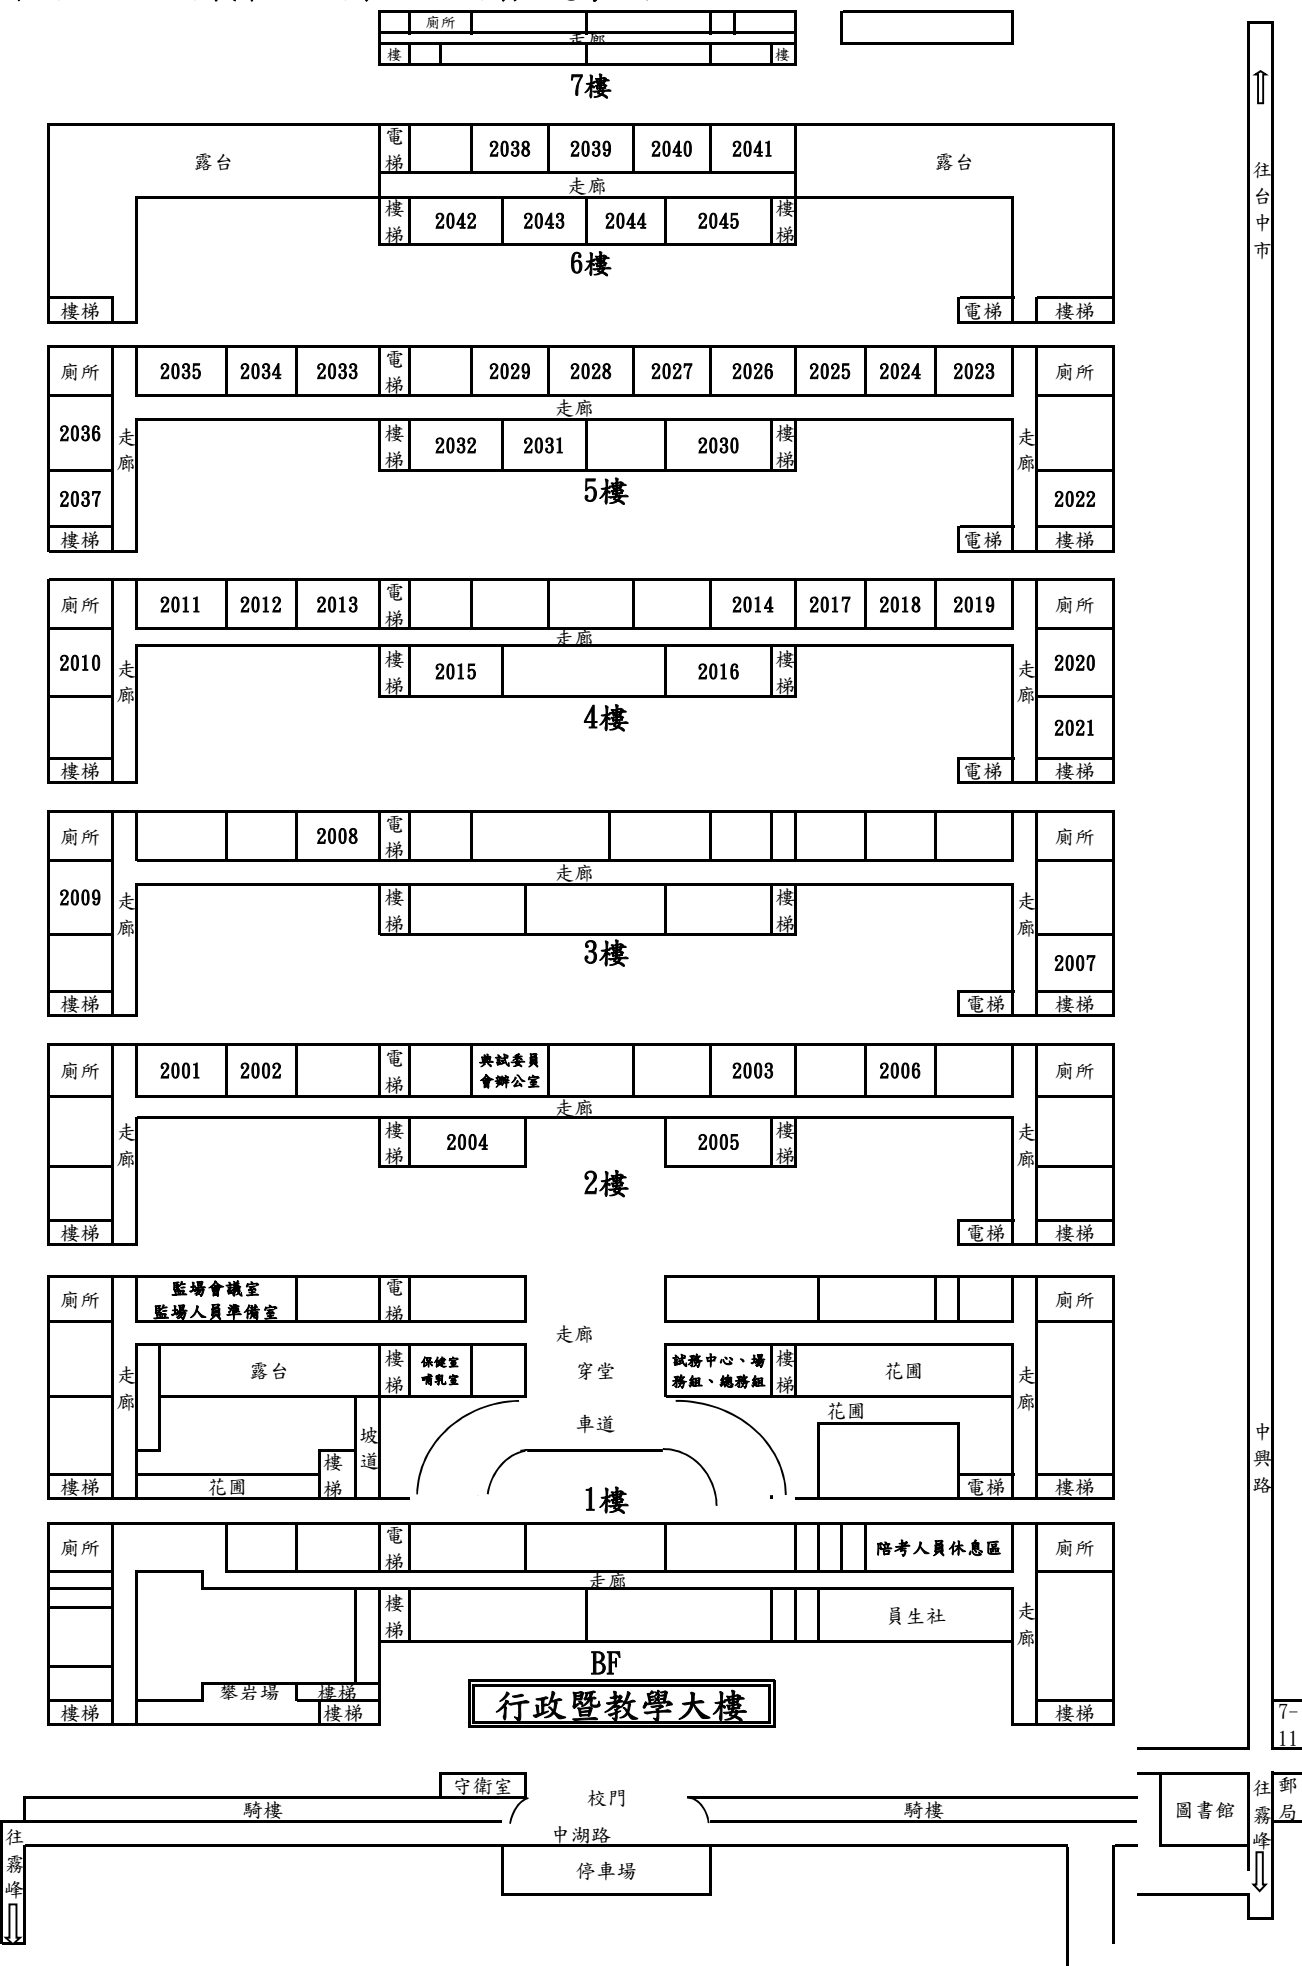 廁所
走廊
樓 樓
7樓
電梯 2038 2039 2040 2041
露台 露台
走廊
樓梯 2042 2043 2044 2045 樓梯
6樓
樓梯 電梯 樓梯
廁所 2035 2034 2033 電梯 2029 2028 2027 2026 2025 2024 2023 廁所
走廊
2036 走廊 樓梯 2032 2031 2030 樓梯 走廊
5樓
2037 2022
樓梯 電梯 樓梯
廁所 2011 2012 2013 電梯 2014 2017 2018 2019 廁所
走廊
2010 走廊 樓梯 2015 2016 樓梯 走廊 2020
4樓
2021
樓梯 電梯 樓梯
廁所 2008 電梯 廁所
走廊
2009 走廊 樓梯 樓梯 走廊
3樓
2007
樓梯 電梯 樓梯
廁所 2001 2002 電梯 典試委員會辦公室 2003 2006 廁所
走廊
走廊 樓梯 2004 2005 樓梯 走廊
2樓
樓梯 電梯 樓梯
廁所 監場會議室 電梯 廁所
監場人員準備室
走廊
走廊 露台 樓梯 保健室 穿堂 試務中心、場 樓梯 花圃 走廊
哺乳室 務組、總務組
車道 花圃
坡道
樓梯 花圃 樓梯 電梯 樓梯
1樓
廁所 電梯 陪考人員休息區 廁所
走廊
樓梯 員生社 走廊
BF
攀岩場 樓梯
樓梯 樓梯 樓梯
行政暨教學大樓
往台中市
中興路
7-11
守衛室 校門
騎樓 騎樓 圖書館 往霧峰 郵局
中湖路
往霧峰 停車場